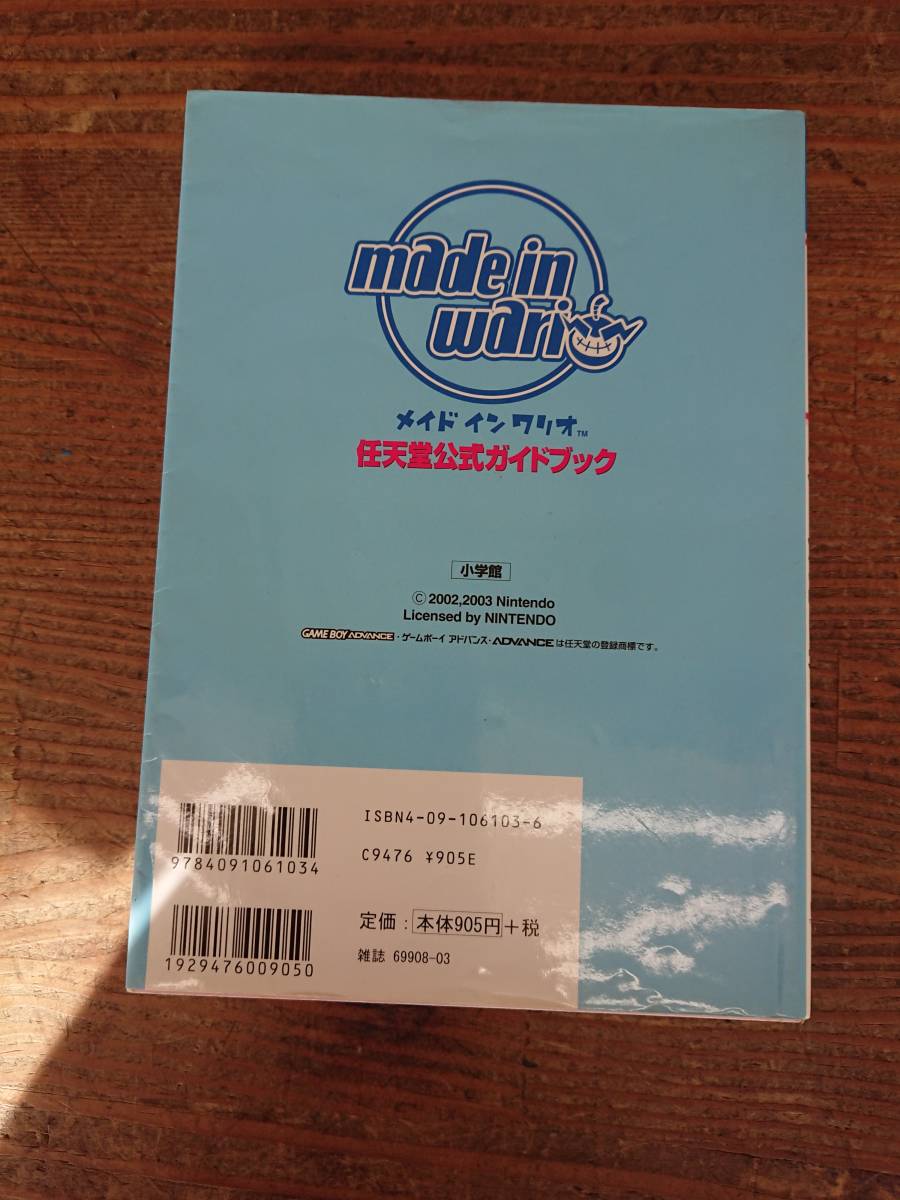 made in
wario
メイド イン ワリオ™
任天堂公式ガイドブック
小学館
Ⓒ 2002,2003 Nintendo
Licensed by NINTENDO
GAME BOY ADVANCE・ゲームボーイ アドバンス・ADVANCEは任天堂の登録商標です。
ISBN4-09-106103-6
9784091061034
C9476 ¥905E
定価:本体905円+税
1929476009050
雑誌 69908-03